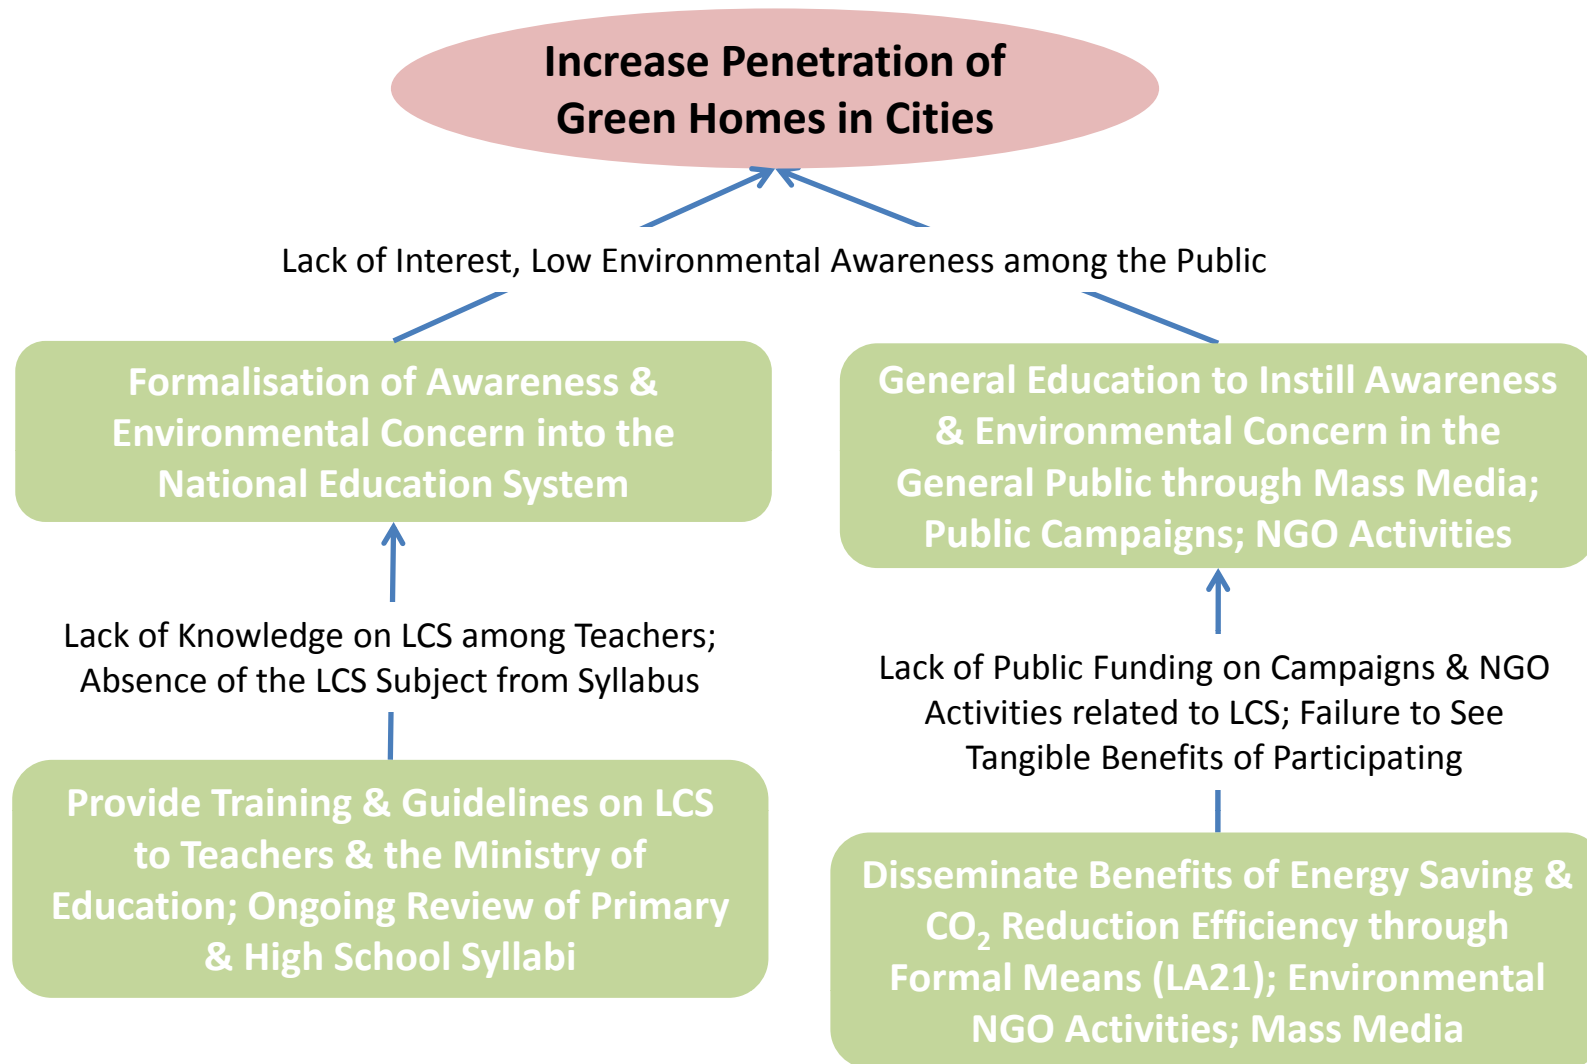 Increase Penetration of
Green Homes in Cities
Lack of Interest, Low Environmental Awareness among the Public
Formalisation of Awareness &
Environmental Concern into the
National Education System
General Education to Instill Awareness
& Environmental Concern in the
General Public through Mass Media;
Public Campaigns; NGO Activities
Lack of Knowledge on LCS among Teachers;
Absence of the LCS Subject from Syllabus
Lack of Public Funding on Campaigns & NGO
Activities related to LCS; Failure to See
Tangible Benefits of Participating
Provide Training & Guidelines on LCS
to Teachers & the Ministry of
Education; Ongoing Review of Primary
& High School Syllabi
Disseminate Benefits of Energy Saving &
CO₂ Reduction Efficiency through
Formal Means (LA21); Environmental
NGO Activities; Mass Media